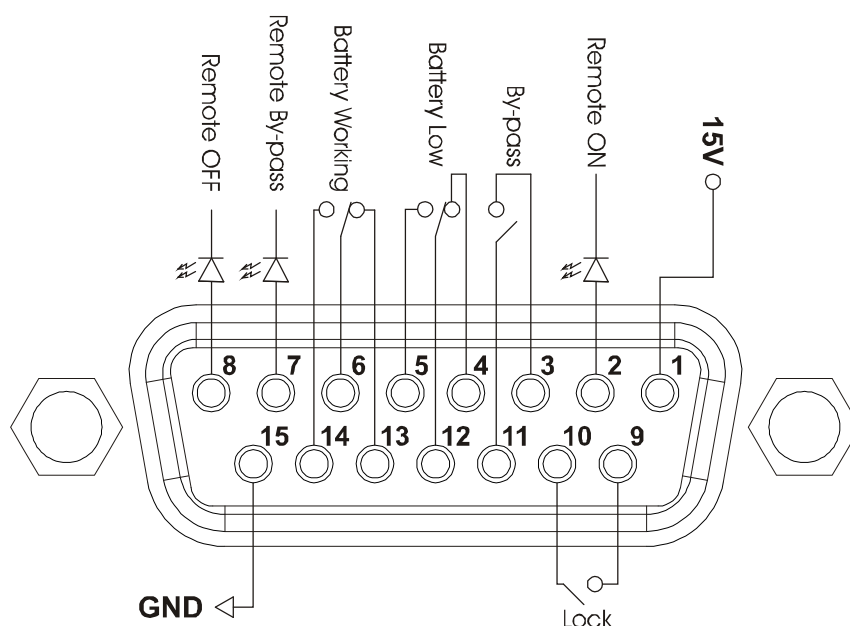 Remote OFF
Remote By-pass
Battery Working
Battery Low
By-pass
Remote ON
15V
8
7
6
5
4
3
2
1
15
14
13
12
11
10
9
GND
Lock